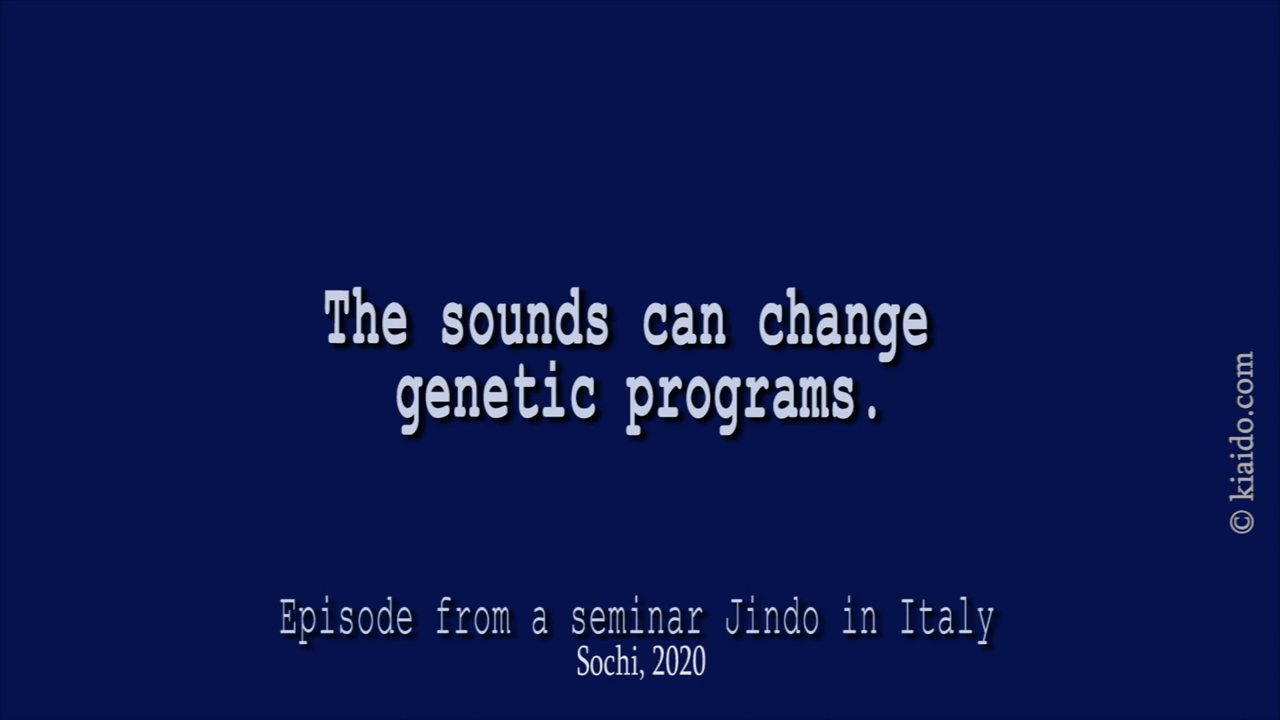 The sounds can change
genetic programs.
Episode from a seminar Jindo in Italy
Sochi, 2020
© kiaido.com